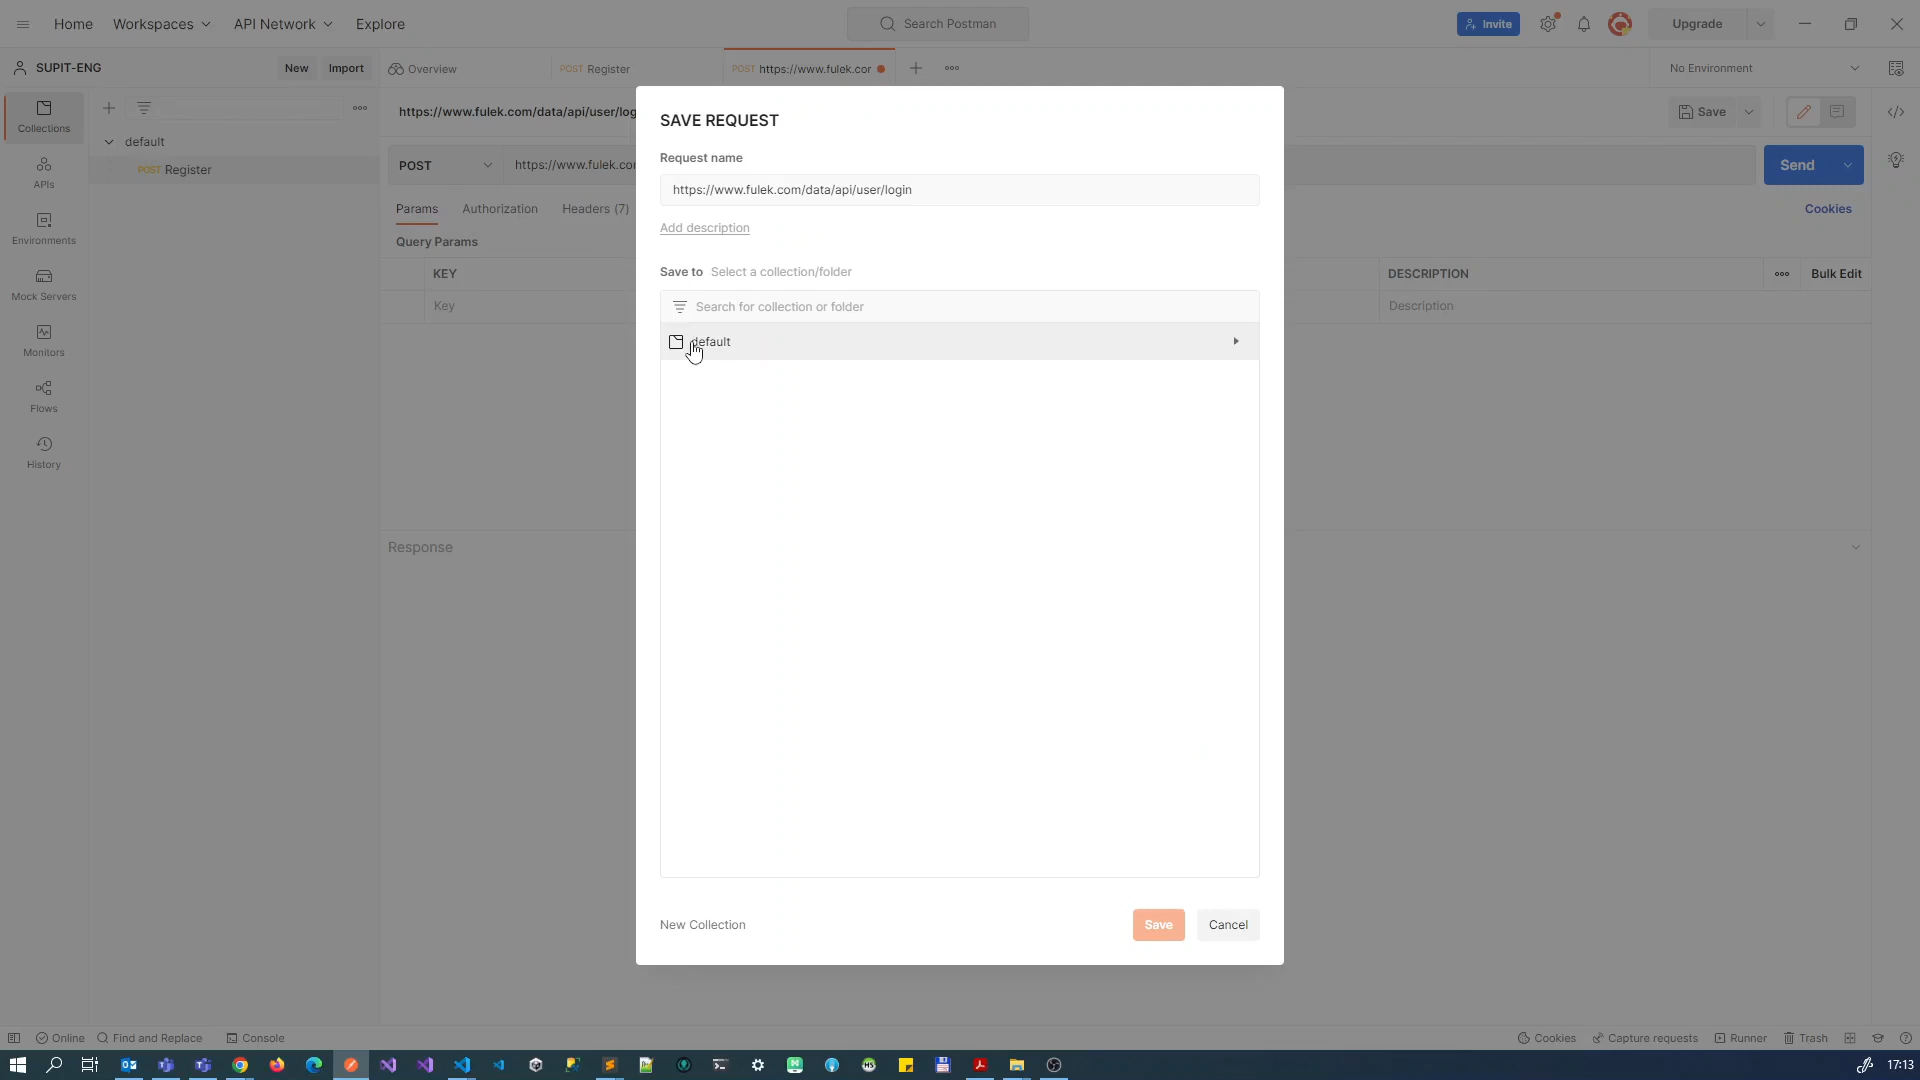 Home Workspaces API Network Explore Search Postman Invite Upgrade
SUPIT-ENG New Import Overview POST Register POST https://www.fulek.cor No Environment
https://www.fulek.com/data/api/user/log Save
Collections
default
POST Register
POST https://www.fulek.cor Send
APIs
Params Authorization Headers (7) Cookies
Environments
Query Params
KEY DESCRIPTION Bulk Edit
Key Description
Mock Servers
Monitors
Flows
History
Response
SAVE REQUEST
Request name
https://www.fulek.com/data/api/user/login
Add description
Save to Select a collection/folder
Search for collection or folder
default
New Collection Save Cancel
Online Find and Replace Console Cookies Capture requests Runner Trash
17:13